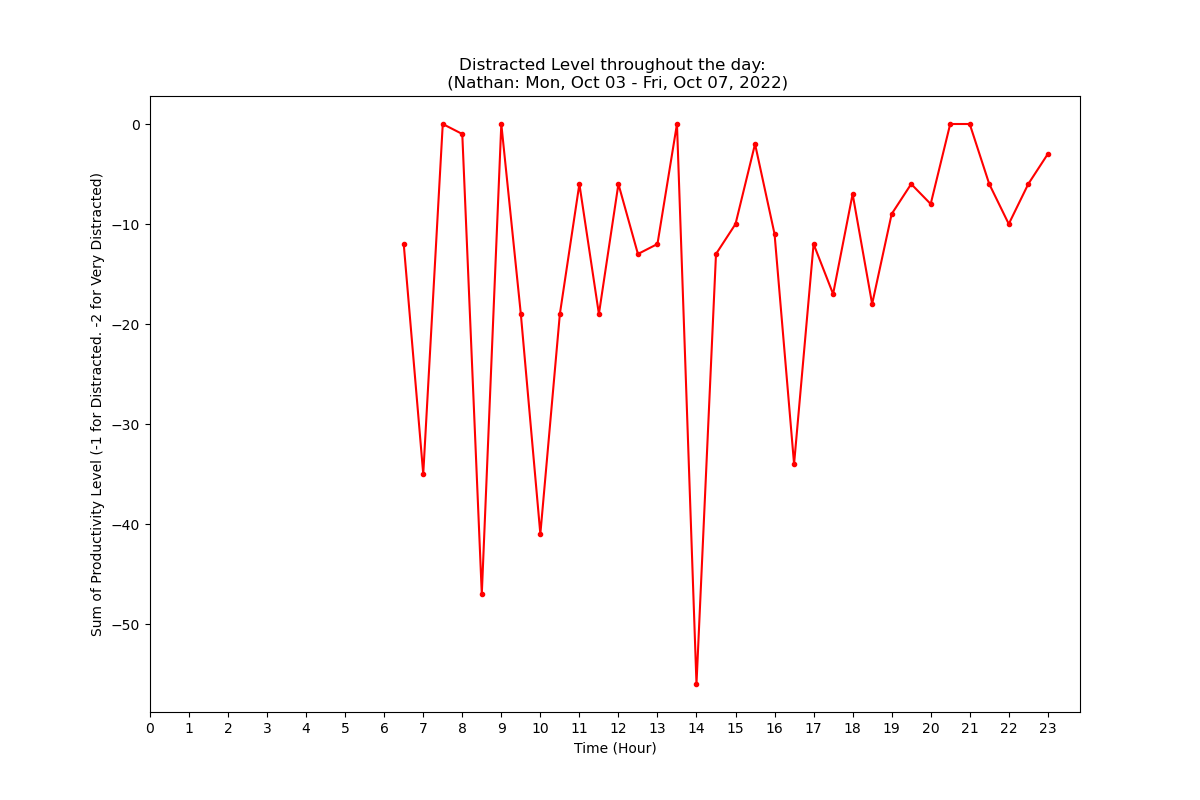 Distracted Level throughout the day:
(Nathan: Mon, Oct 03 - Fri, Oct 07, 2022)
Sum of Productivity Level (-1 for Distracted. -2 for Very Distracted)
0
−10
−20
−30
−40
−50
0 1 2 3 4 5 6 7 8 9 10 11 12 13 14 15 16 17 18 19 20 21 22 23
Time (Hour)